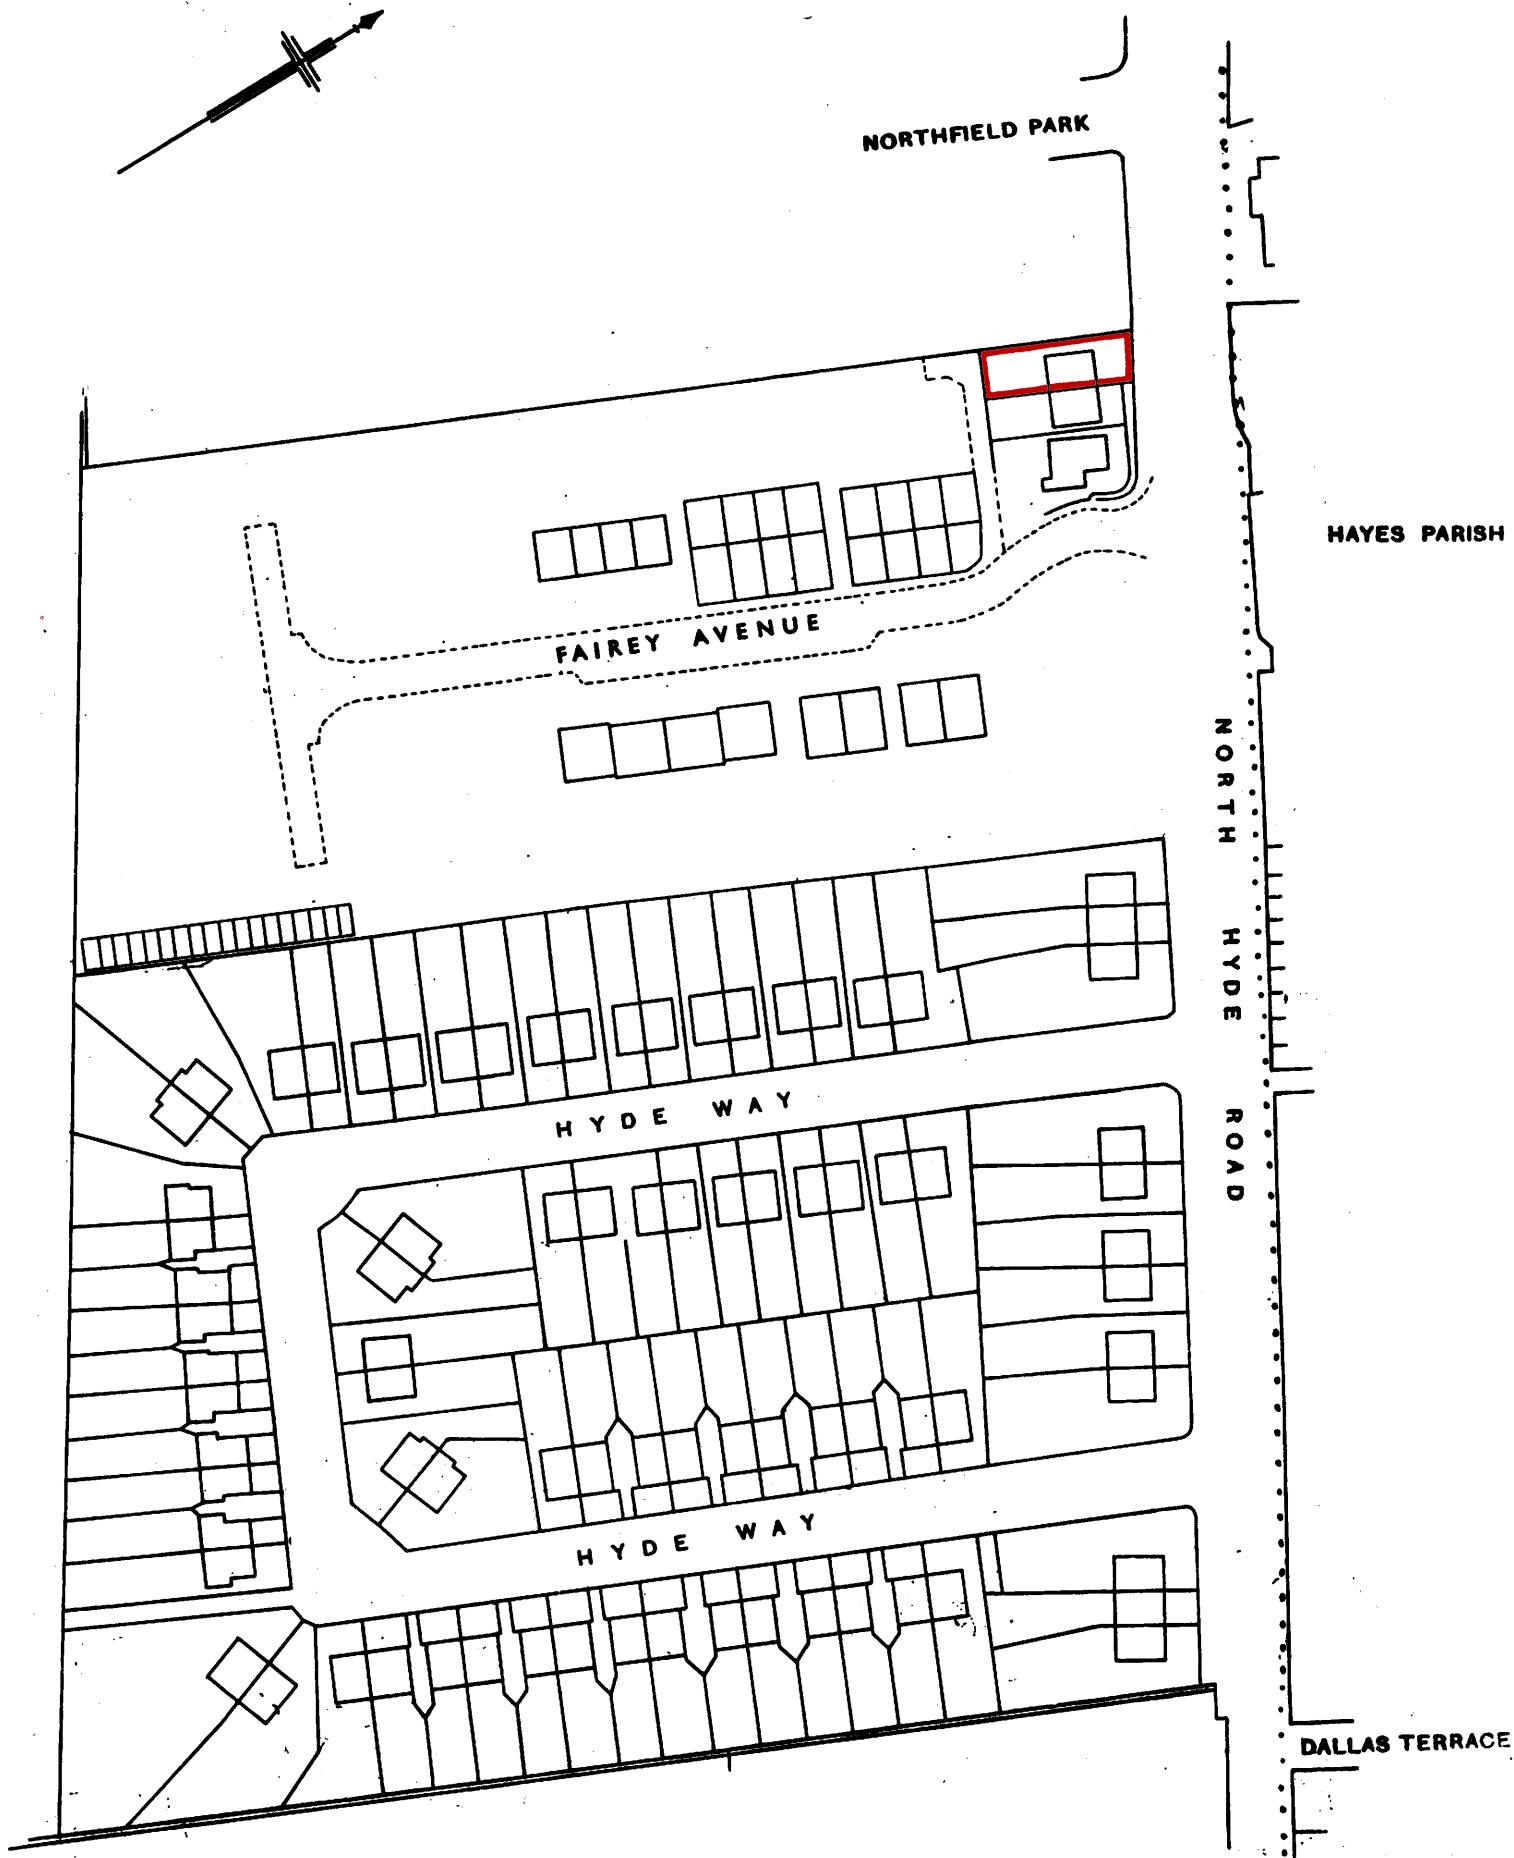 NORTHFIELD PARK
HAYES PARISH
FAIREY AVENUE
NORTH HYDE ROAD
HYDE WAY
HYDE WAY
DALLAS TERRACE